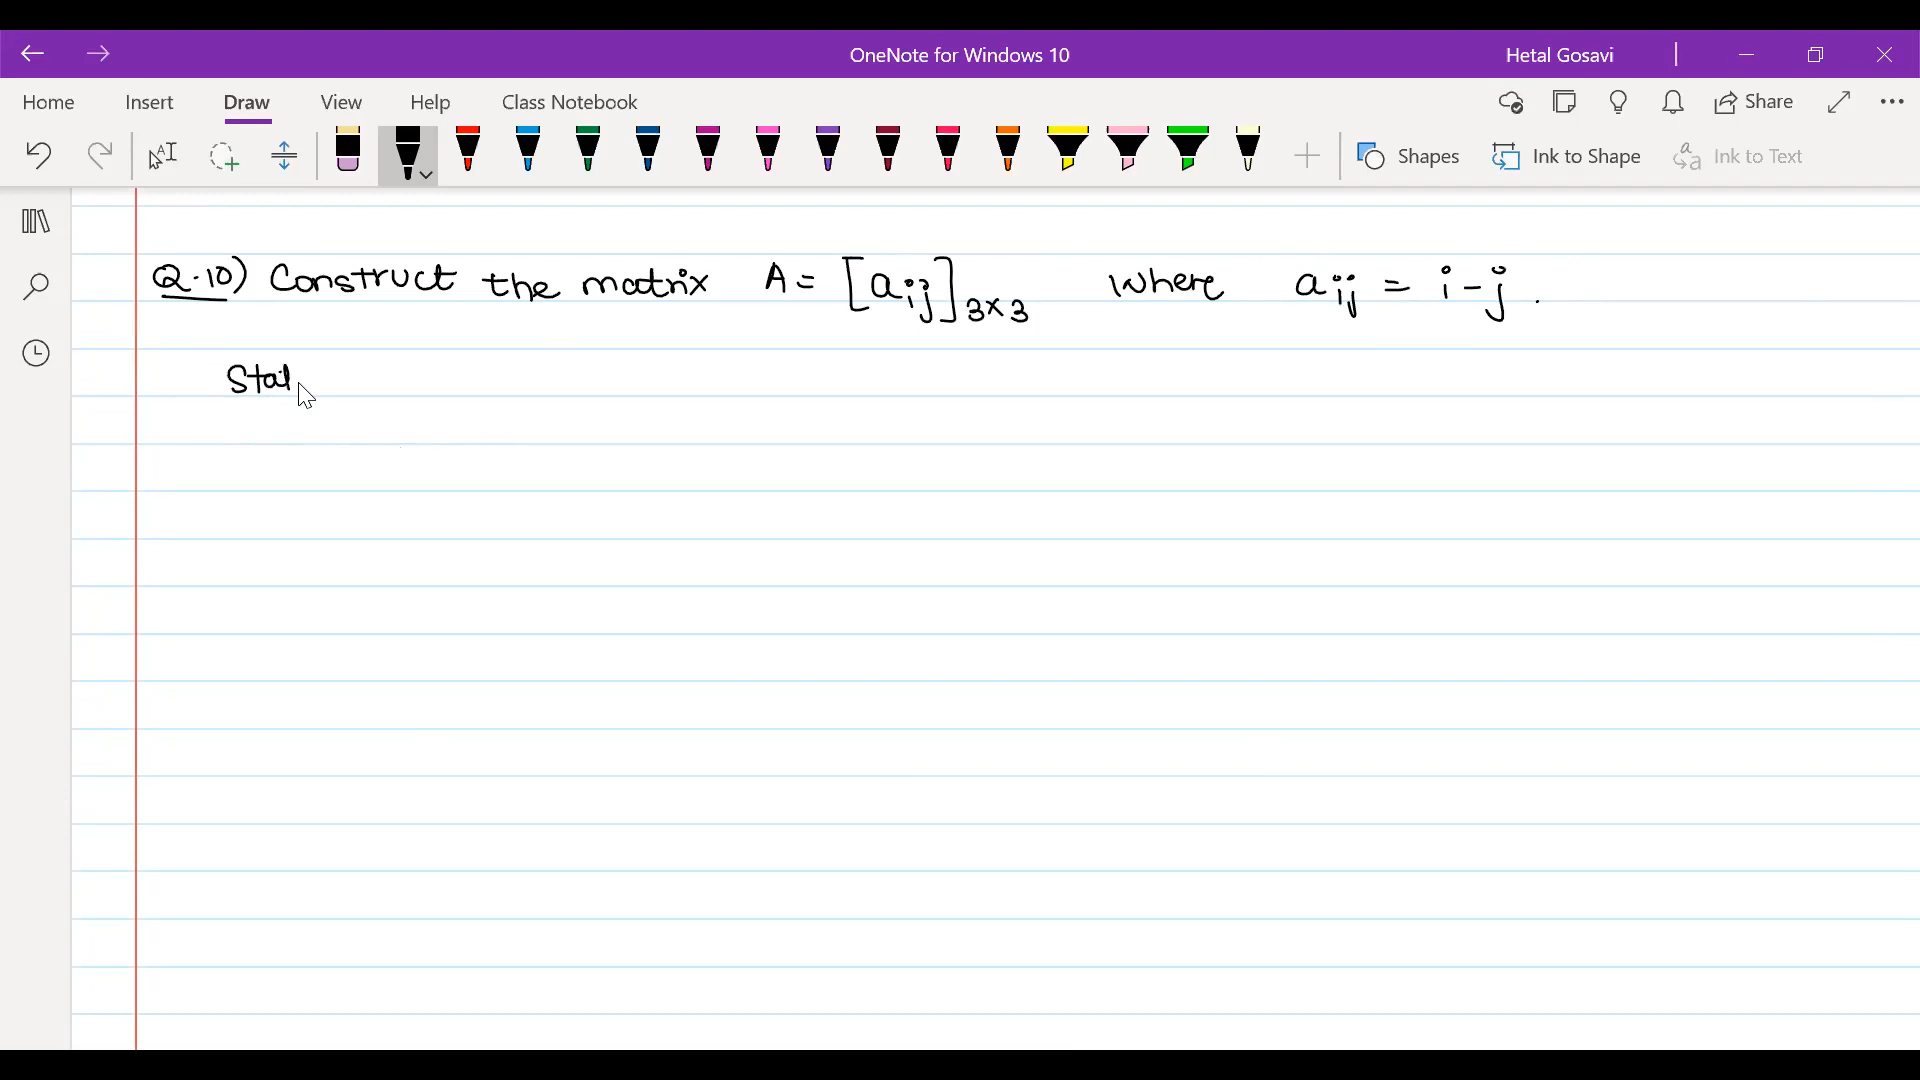 OneNote for Windows 10 Hetal Gosavi
Home Insert Draw View Help Class Notebook Share
Shapes Ink to Shape Ink to Text
Q.10) Construct the matrix A = [aij]3×3 where aij = i - j .